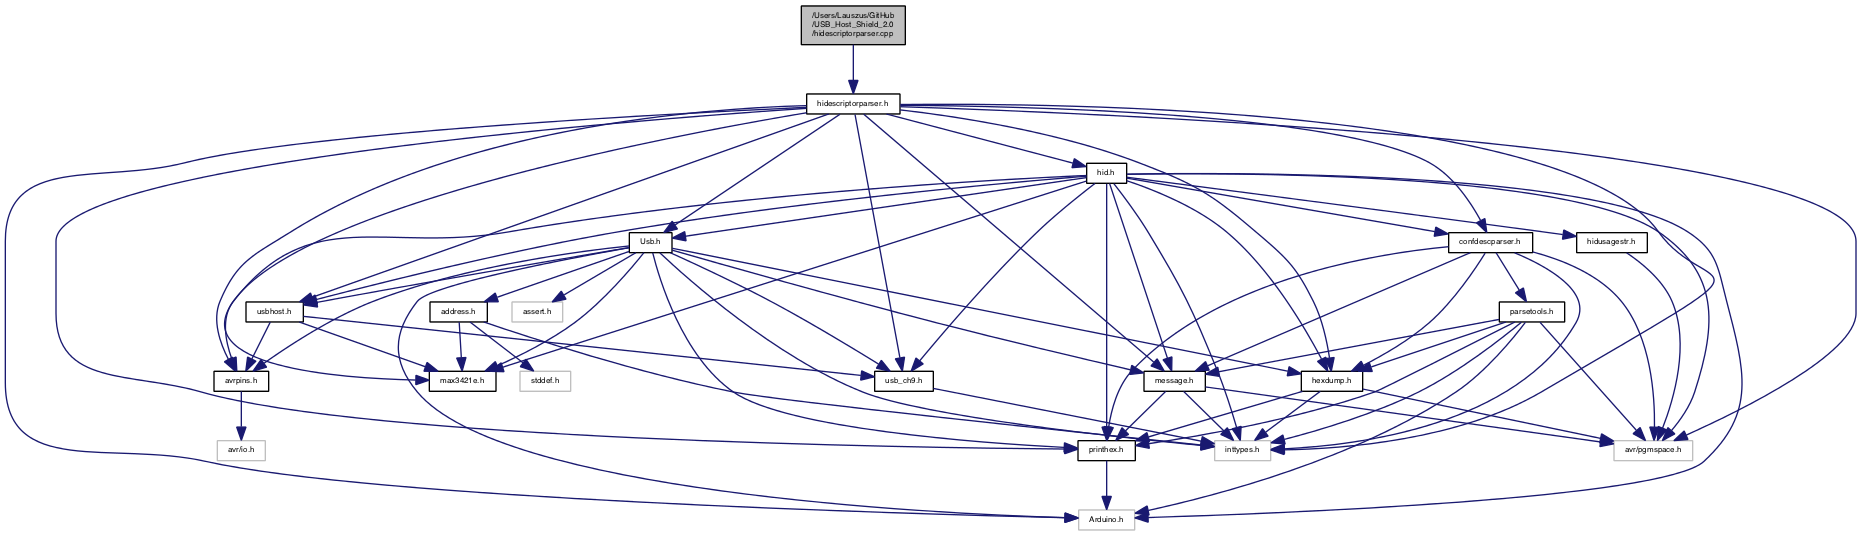 /Users/Lauszus/GitHub
/USB_Host_Shield_2.0
/hidescriptorparser.cpp
hidescriptorparser.h
hid.h
Usb.h
confdescparser.h
hidusagestr.h
usbhost.h
address.h
assert.h
parsetools.h
avrpins.h
max3421e.h
stddef.h
usb_ch9.h
message.h
hexdump.h
avr/io.h
printhex.h
inttypes.h
avr/pgmspace.h
Arduino.h